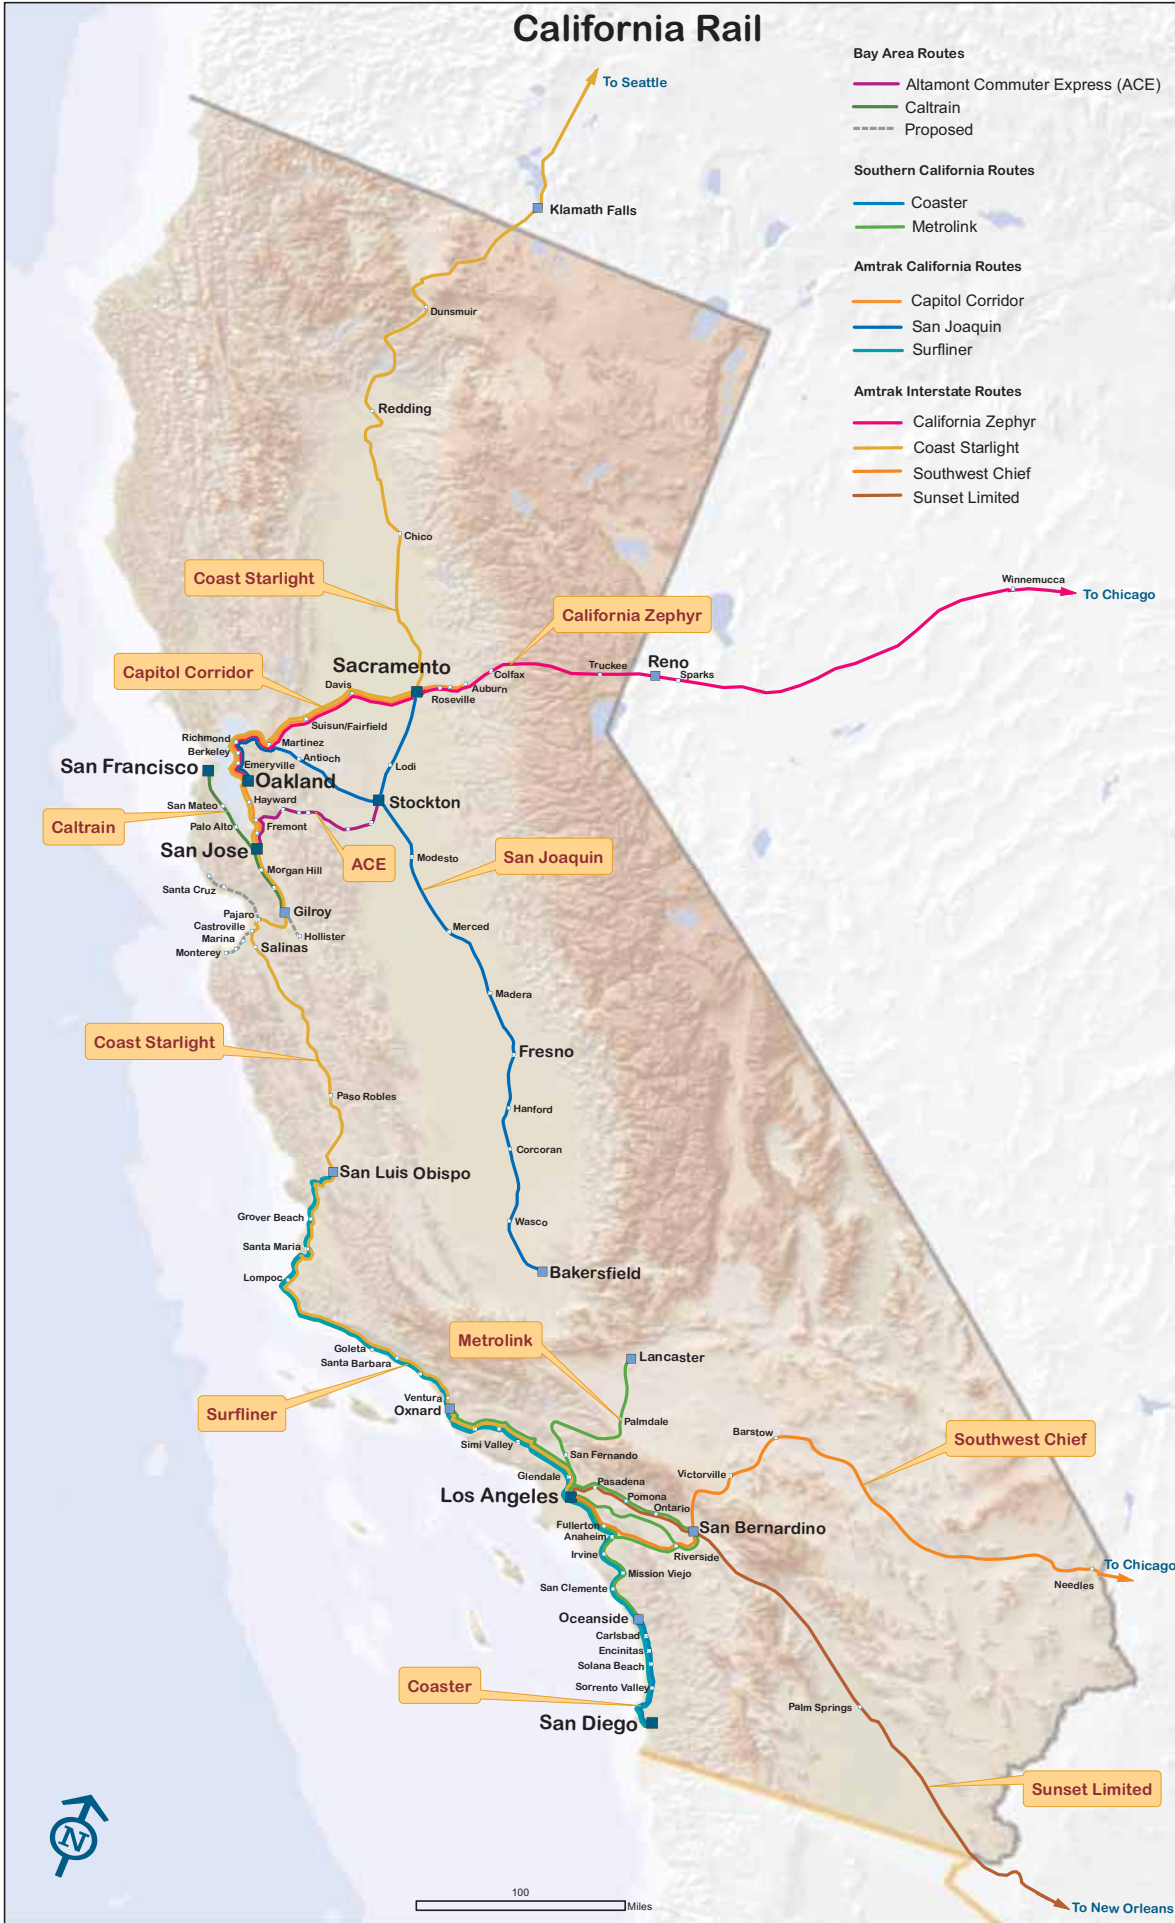 California Rail
Bay Area Routes
Altamont Commuter Express (ACE)
Caltrain
Proposed
Southern California Routes
Coaster
Metrolink
Amtrak California Routes
Capitol Corridor
San Joaquin
Surfliner
Amtrak Interstate Routes
California Zephyr
Coast Starlight
Southwest Chief
Sunset Limited
To Seattle
Klamath Falls
Dunsmuir
Redding
Chico
Coast Starlight
Winnemucca
To Chicago
California Zephyr
Capitol Corridor
Sacramento
Davis
Roseville
Auburn
Colfax
Truckee
Reno
Sparks
Suisun/Fairfield
Richmond
Martinez
Berkeley
Antioch
Emeryville
Lodi
San Francisco
Oakland
Stockton
Hayward
San Mateo
Caltrain
Palo Alto
Fremont
San Jose
ACE
San Joaquin
Modesto
Morgan Hill
Santa Cruz
Gilroy
Pajaro
Castroville
Marina
Monterey
Hollister
Salinas
Merced
Madera
Coast Starlight
Fresno
Paso Robles
Hanford
Corcoran
San Luis Obispo
Grover Beach
Wasco
Santa Maria
Lompoc
Bakersfield
Metrolink
Goleta
Santa Barbara
Lancaster
Surfliner
Ventura
Oxnard
Palmdale
Simi Valley
San Fernando
Barstow
Southwest Chief
Victorville
Glendale
Pasadena
Los Angeles
Pomona
Ontario
San Bernardino
Fullerton
Anaheim
Irvine
Riverside
Mission Viejo
San Clemente
To Chicago
Needles
Oceanside
Carlsbad
Encinitas
Solana Beach
Coaster
Sorrento Valley
San Diego
Palm Springs
Sunset Limited
N
100
Miles
To New Orleans